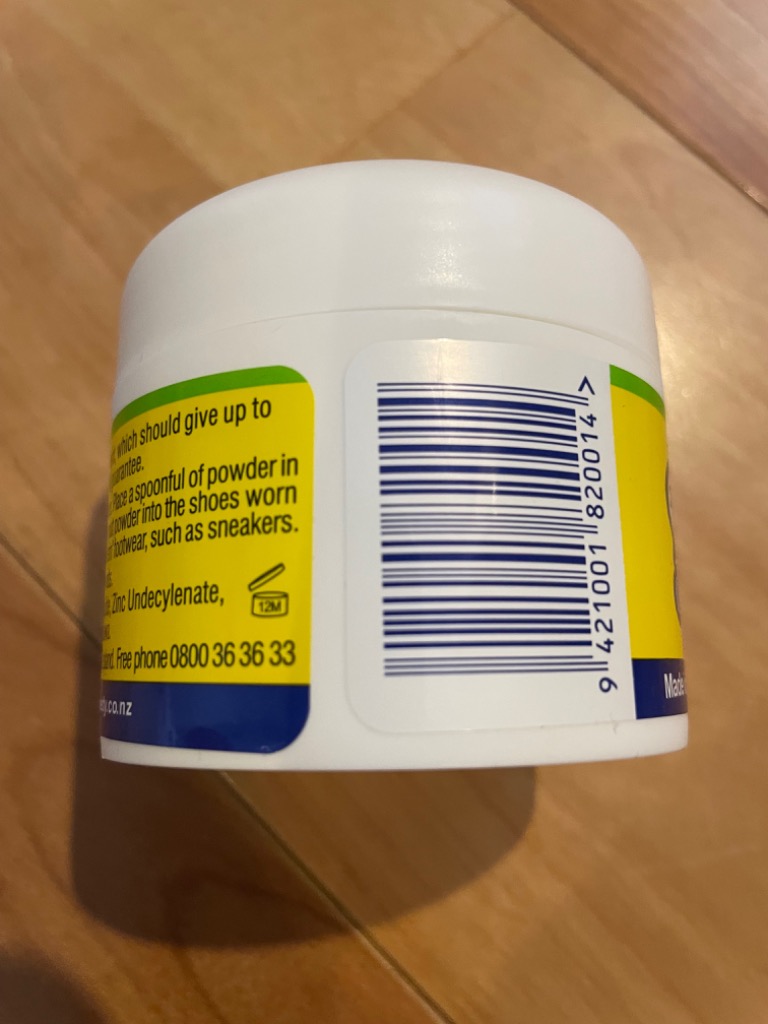 which should give up to
Place a spoonful of powder in
powder into the shoes worn
footwear, such as sneakers.
Zinc Undecylenate,
12M
Free phone 0800 36 36 33
.co.nz
9 421001 820014 >
Made